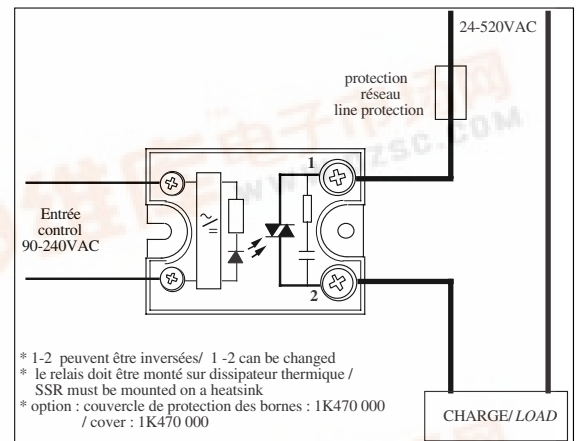 24-520VAC
protection
réseau
line protection
1
Entrée
control
90-240VAC
~/=
2
* 1-2 peuvent être inversées/ 1 -2 can be changed
* le relais doit être monté sur dissipateur thermique /
SSR must be mounted on a heatsink
* option : couvercle de protection des bornes : 1K470 000
/ cover : 1K470 000
CHARGE/ LOAD